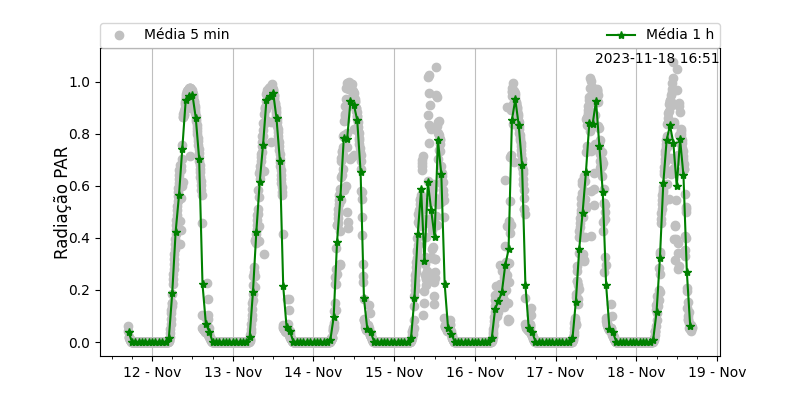 Média 5 min
Média 1 h
2023-11-18 16:51
Radiação PAR
1.0
0.8
0.6
0.4
0.2
0.0
12 - Nov
13 - Nov
14 - Nov
15 - Nov
16 - Nov
17 - Nov
18 - Nov
19 - Nov